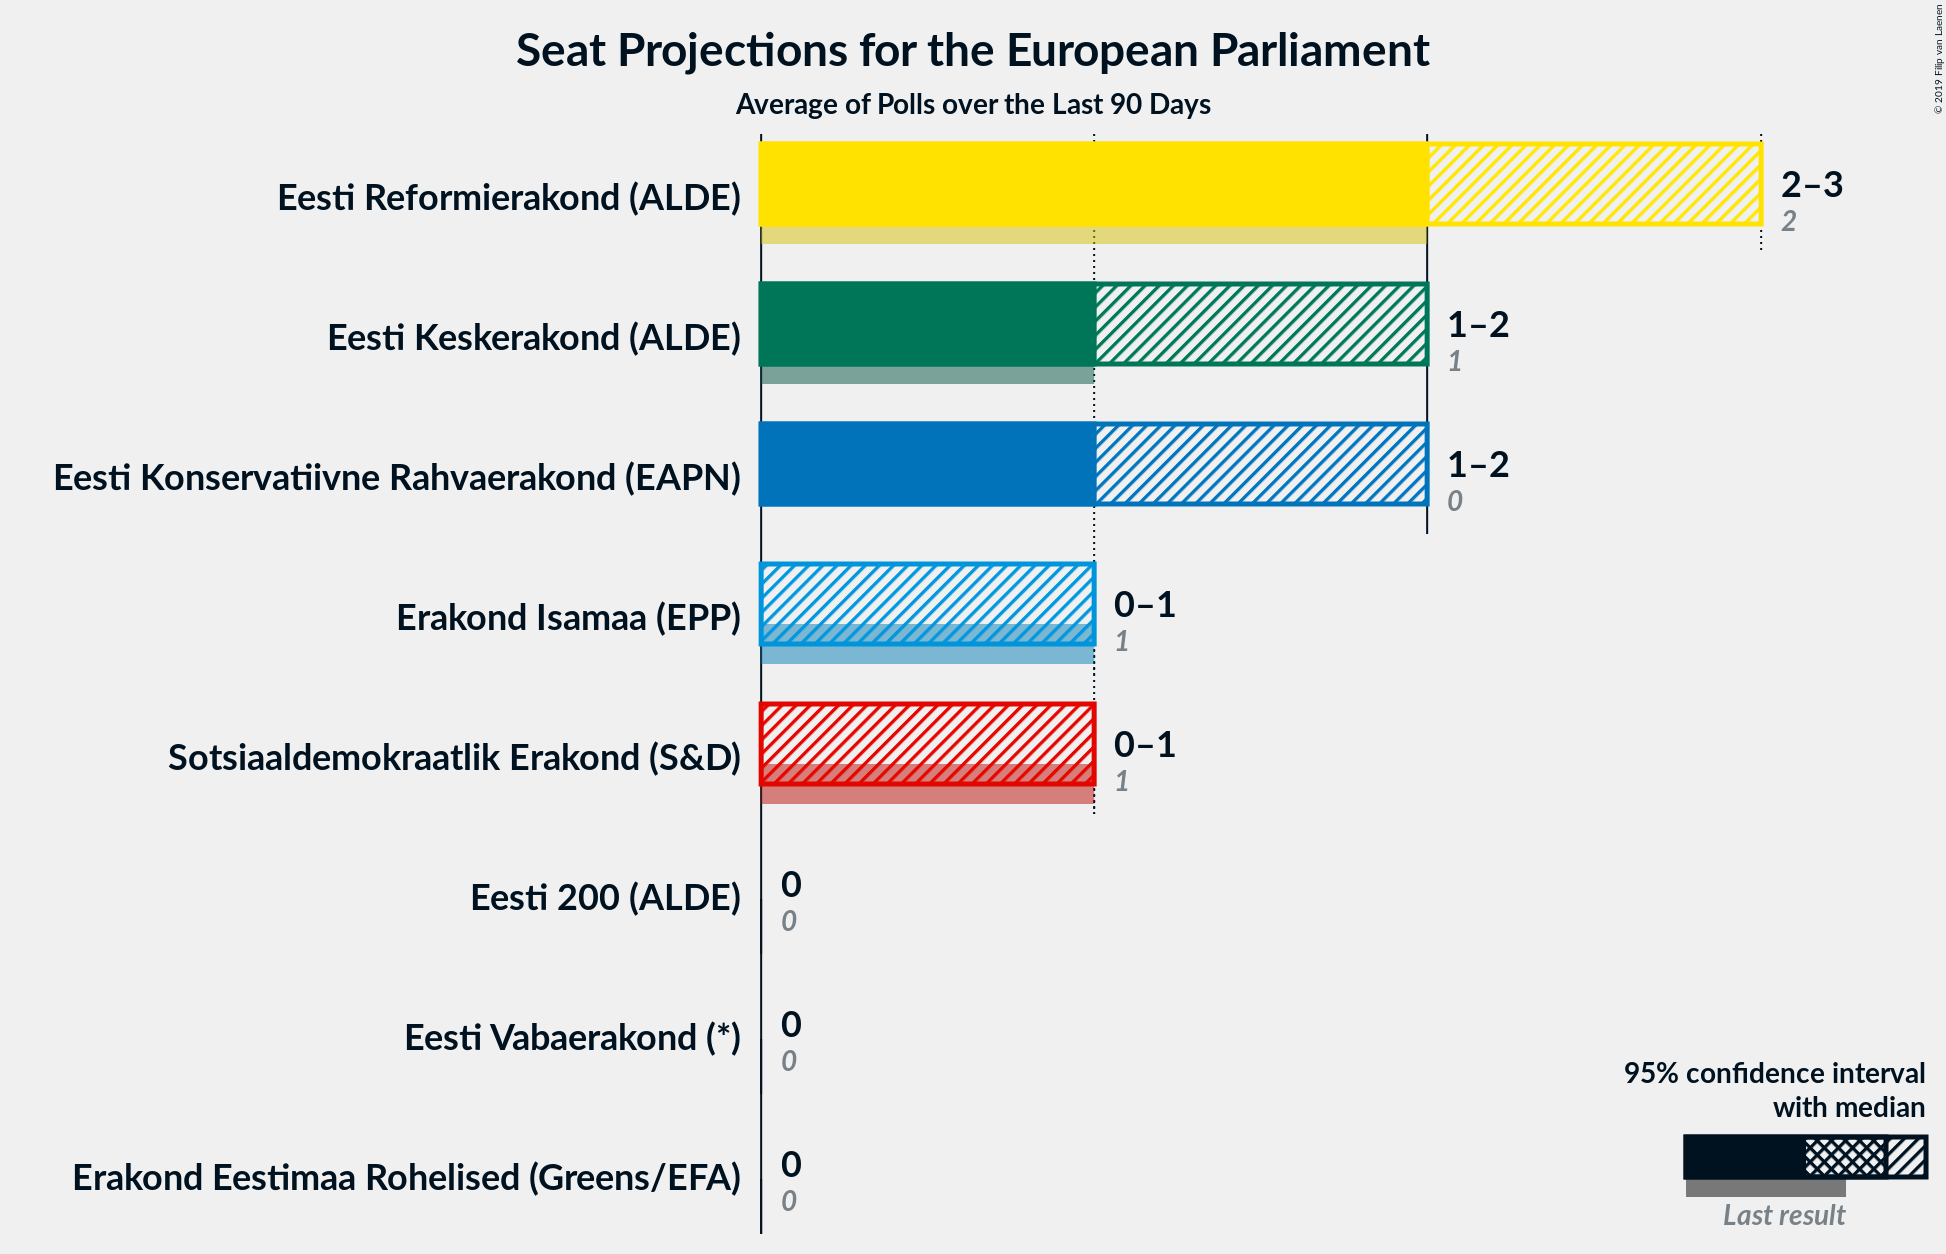 Seat Projections for the European Parliament
Average of Polls over the Last 90 Days
© 2019 Filip van Laenen
Eesti Reformierakond (ALDE)
2–3
2
Eesti Keskerakond (ALDE)
1–2
1
Eesti Konservatiivne Rahvaerakond (EAPN)
1–2
0
Erakond Isamaa (EPP)
0–1
1
Sotsiaaldemokraatlik Erakond (S&D)
0–1
1
Eesti 200 (ALDE)
0
0
Eesti Vabaerakond (*)
0
0
Erakond Eestimaa Rohelised (Greens/EFA)
0
0
95% confidence interval
with median
Last result